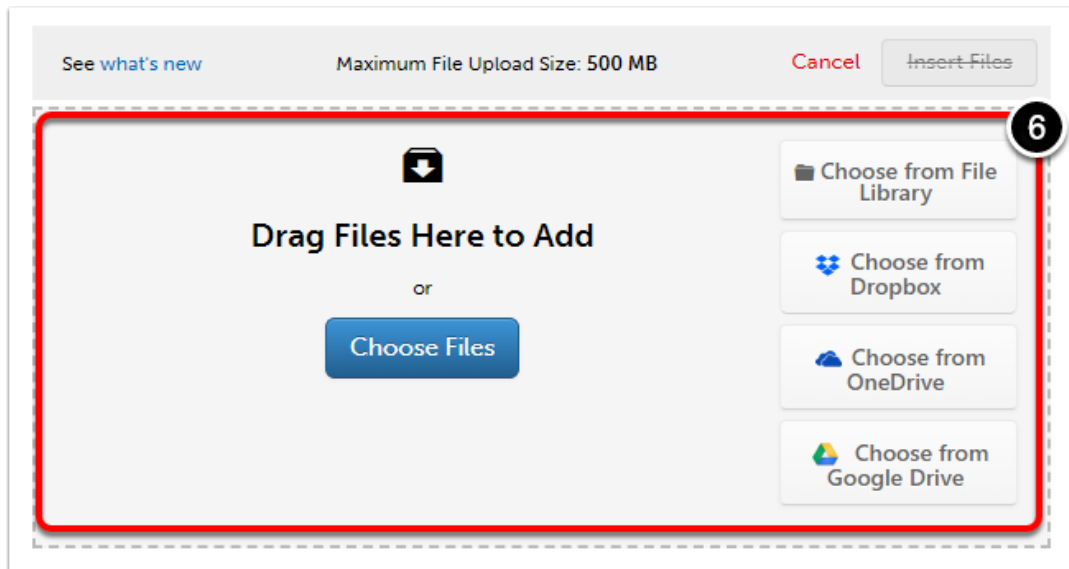 See what's new Maximum File Upload Size: 500 MB Cancel Insert Files
6
Drag Files Here to Add
or
Choose Files
Choose from File
Library
Choose from
Dropbox
Choose from
OneDrive
Choose from
Google Drive